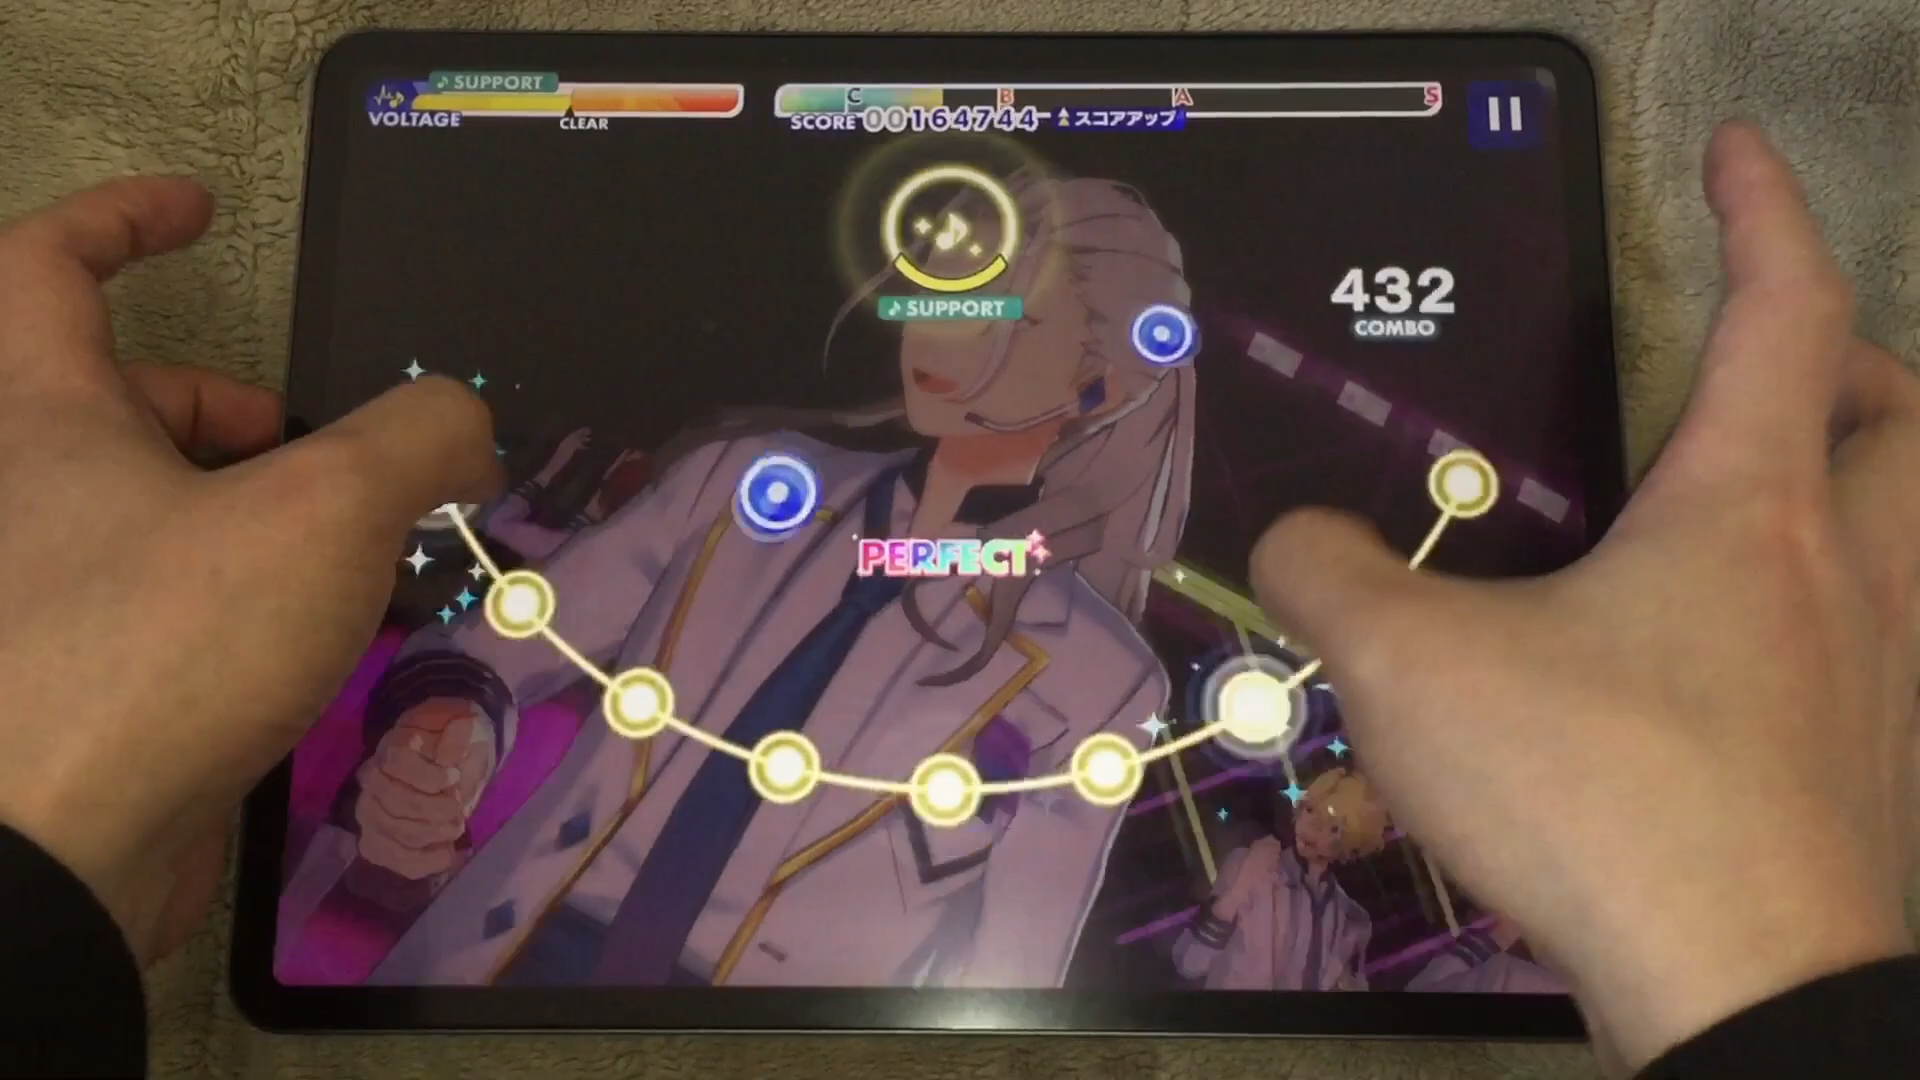 SUPPORT
VOLTAGE
CLEAR
C
B
A
S
SCORE 00164744 スコアアップ
SUPPORT
432
COMBO
PERFECT